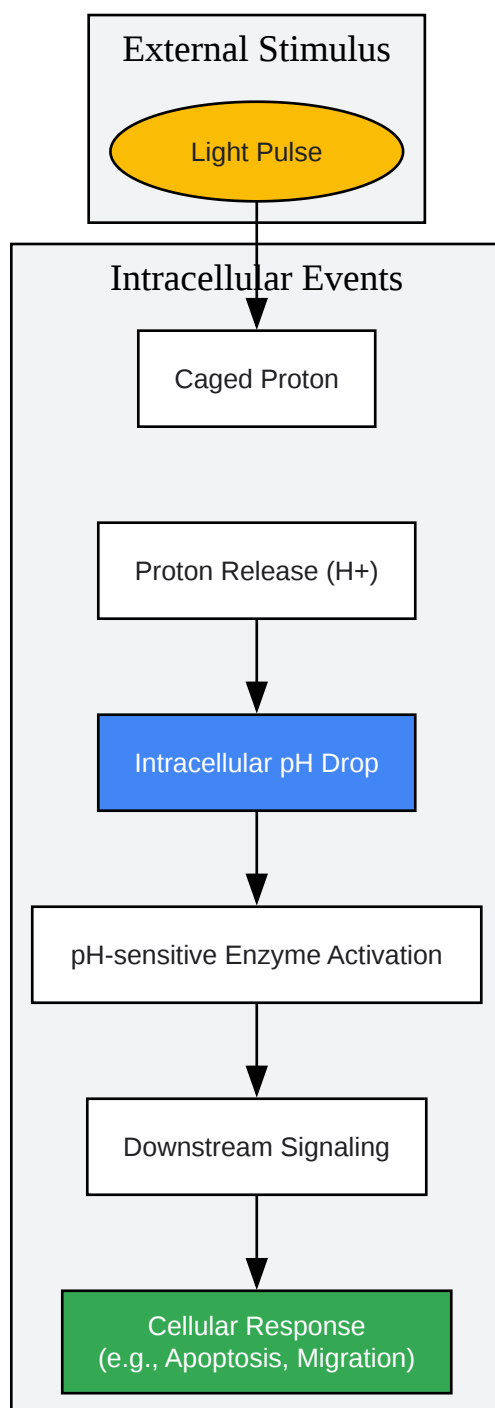 External Stimulus
Light Pulse
Intracellular Events
Caged Proton
Proton Release (H+)
Intracellular pH Drop
pH-sensitive Enzyme Activation
Downstream Signaling
Cellular Response
(e.g., Apoptosis, Migration)